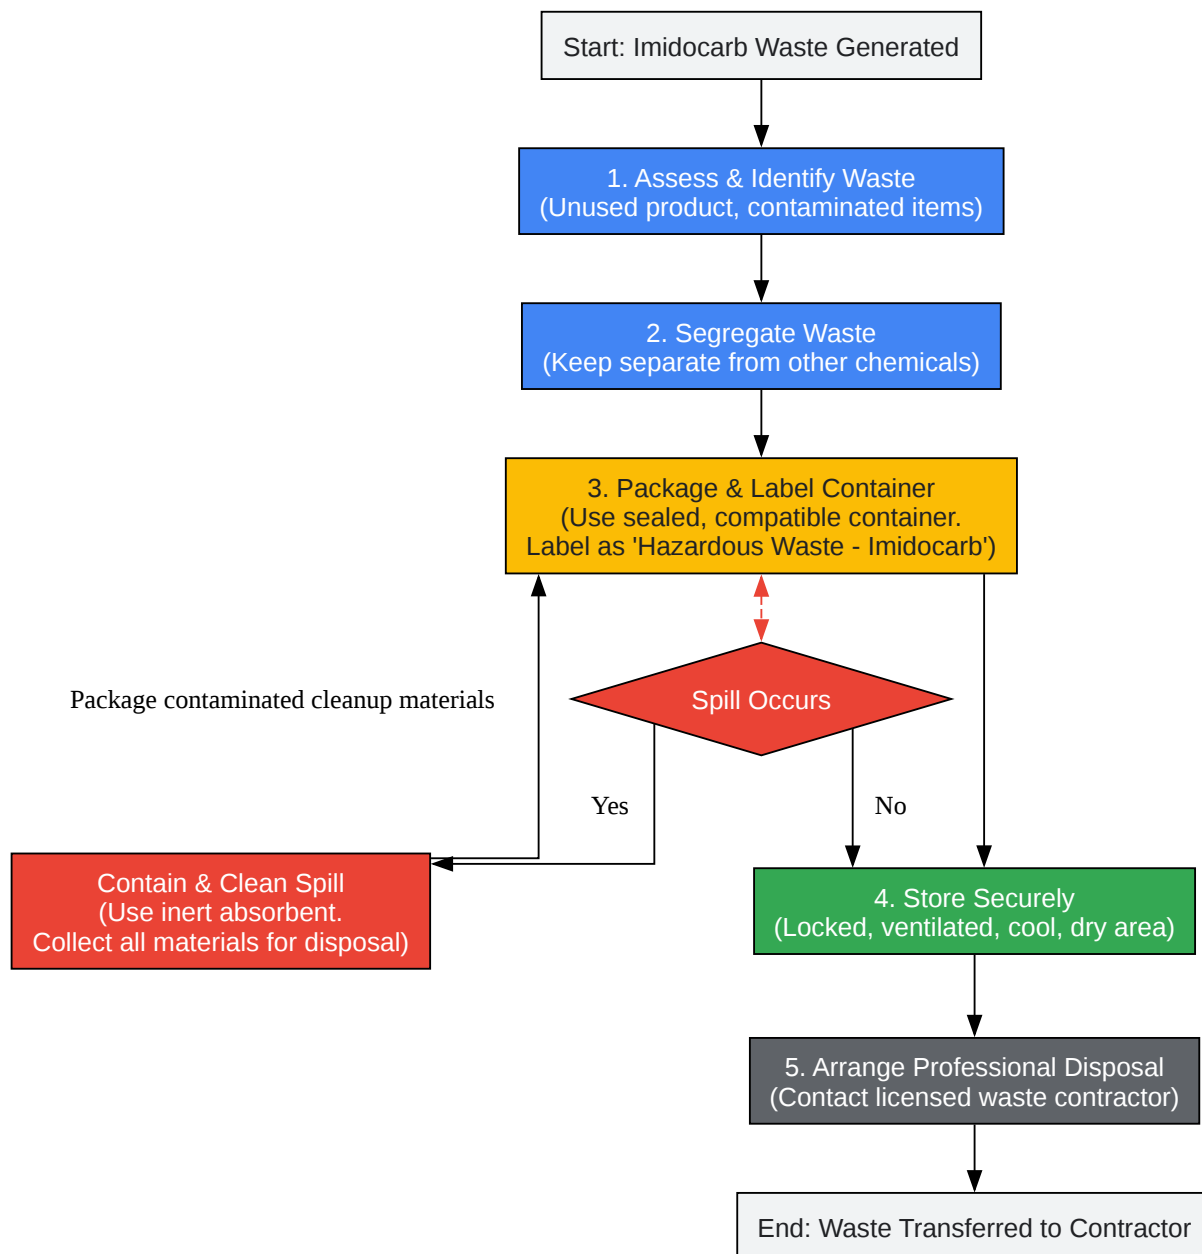 Start: Imidocarb Waste Generated
1. Assess & Identify Waste
(Unused product, contaminated items)
2. Segregate Waste
(Keep separate from other chemicals)
3. Package & Label Container
(Use sealed, compatible container.
Label as 'Hazardous Waste - Imidocarb')
Package contaminated cleanup materials
Spill Occurs
Yes
No
Contain & Clean Spill
(Use inert absorbent.
Collect all materials for disposal)
4. Store Securely
(Locked, ventilated, cool, dry area)
5. Arrange Professional Disposal
(Contact licensed waste contractor)
End: Waste Transferred to Contractor